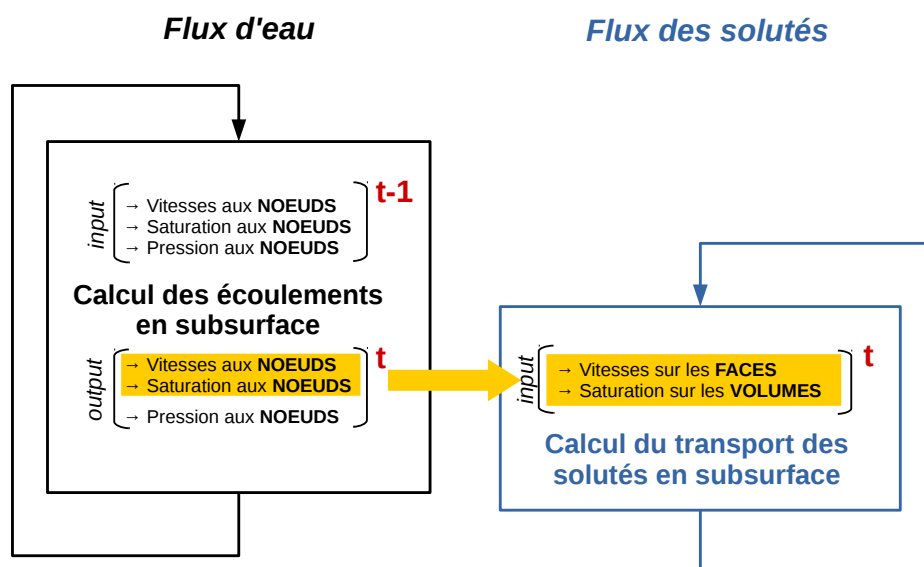 Flux d'eau
Flux des solutés
input
→ Vitesses aux NOEUDS
→ Saturation aux NOEUDS
→ Pression aux NOEUDS
t-1
Calcul des écoulements
en subsurface
output
→ Vitesses aux NOEUDS
→ Saturation aux NOEUDS
→ Pression aux NOEUDS
t
input
→ Vitesses sur les FACES
→ Saturation sur les VOLUMES
t
Calcul du transport des
solutés en subsurface